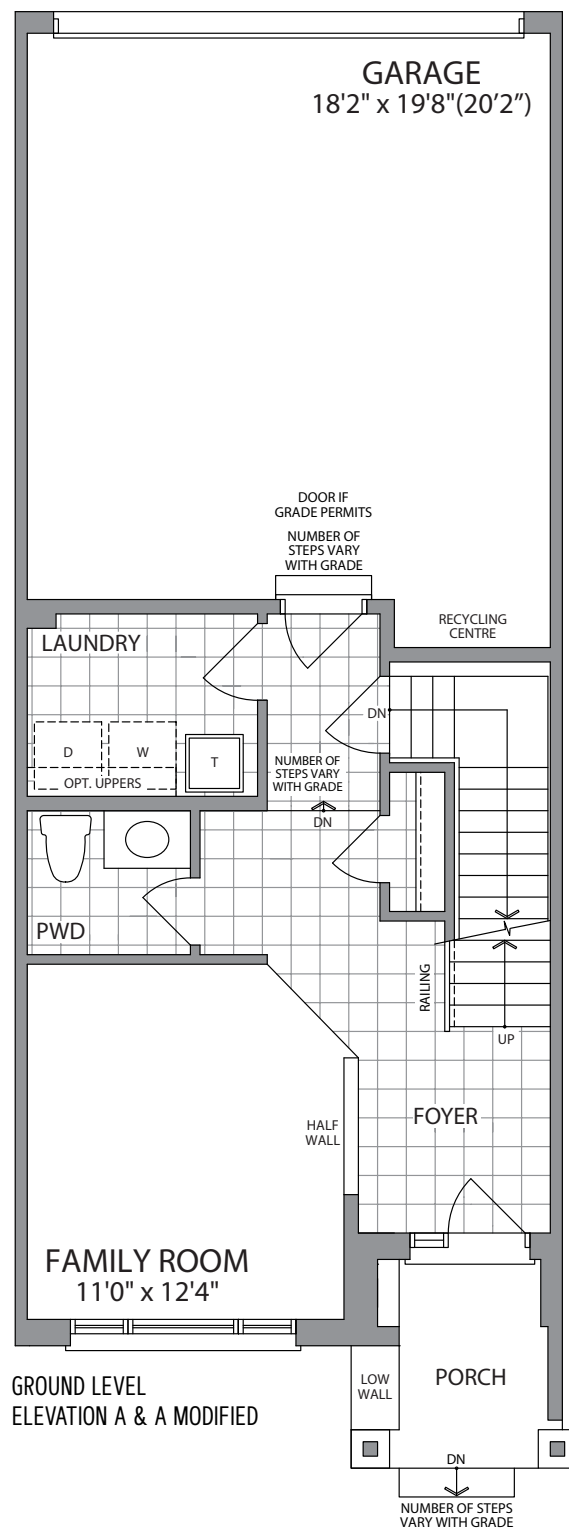 GARAGE
18'2" x 19'8"(20'2”)
DOOR IF
GRADE PERMITS
NUMBER OF
STEPS VARY
WITH GRADE
RECYCLING
CENTRE
LAUNDRY
DN
D
W
T
OPT. UPPERS
NUMBER OF
STEPS VARY
WITH GRADE
DN
PWD
RAILING
UP
FOYER
HALF
WALL
FAMILY ROOM
11'0" x 12'4"
GROUND LEVEL
ELEVATION A & A MODIFIED
LOW
WALL
PORCH
DN
NUMBER OF STEPS
VARY WITH GRADE